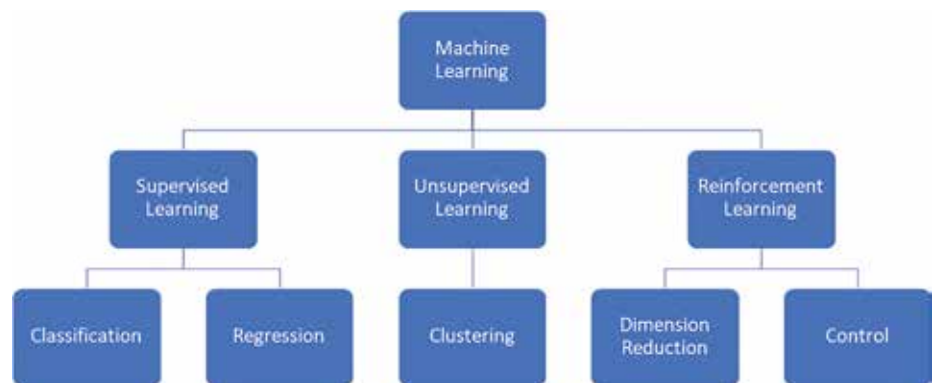 Machine
Learning
Supervised
Learning
Unsupervised
Learning
Reinforcement
Learning
Classification
Regression
Clustering
Dimension
Reduction
Control